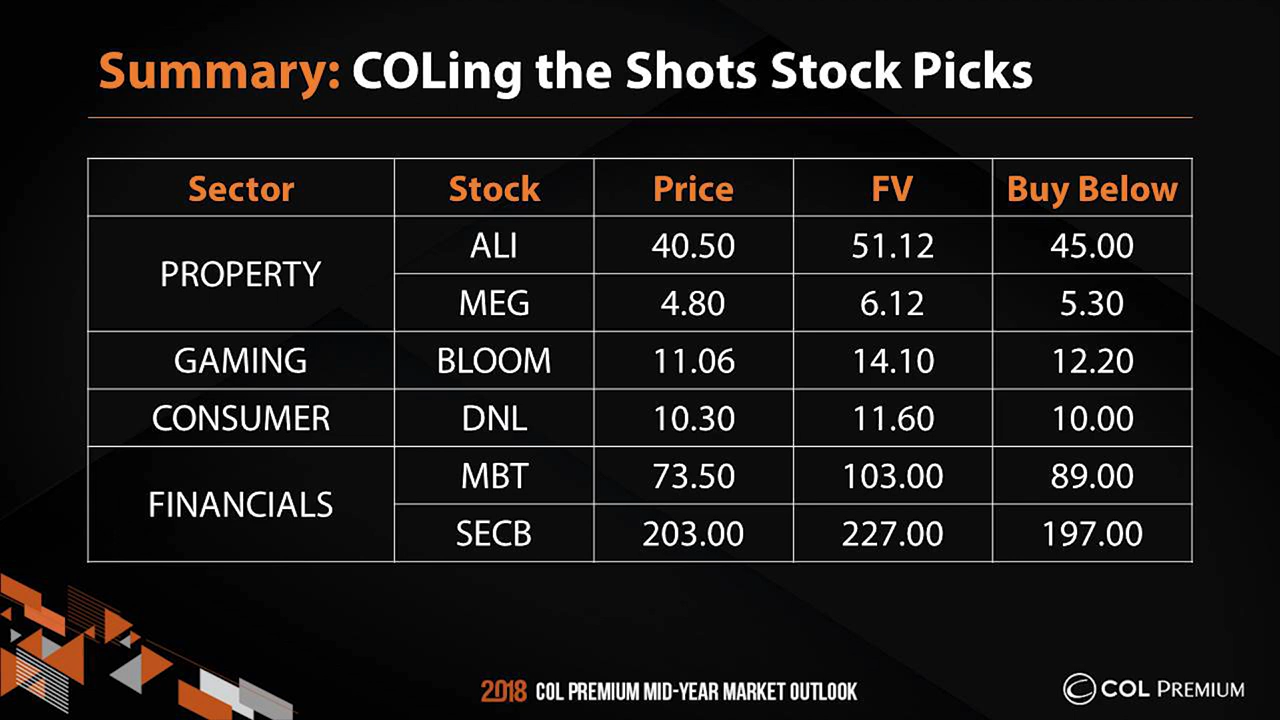 Summary: COLing the Shots Stock Picks
Sector Stock Price FV Buy Below
PROPERTY
ALI 40.50 51.12 45.00
MEG 4.80 6.12 5.30
GAMING BLOOM 11.06 14.10 12.20
CONSUMER DNL 10.30 11.60 10.00
FINANCIALS
MBT 73.50 103.00 89.00
SECB 203.00 227.00 197.00
2018 COL PREMIUM MID-YEAR MARKET OUTLOOK
COL PREMIUM